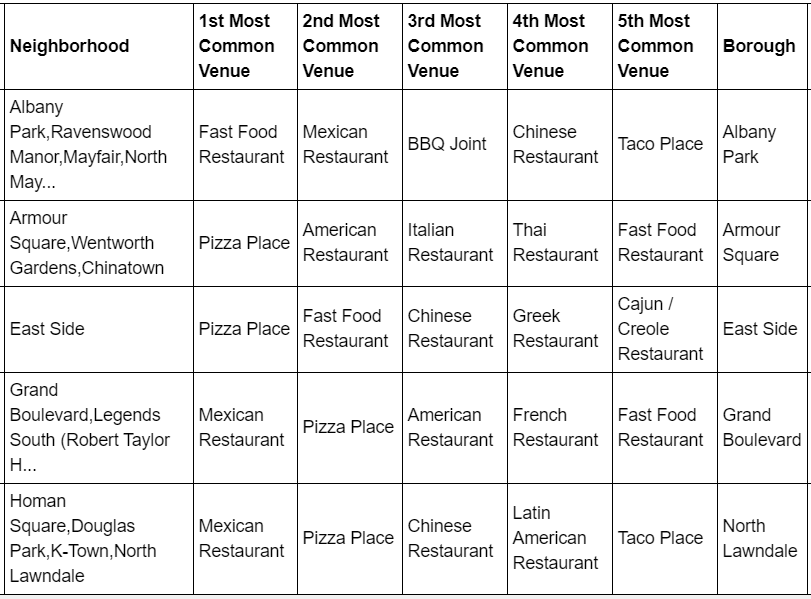 Neighborhood
1st Most
Common
Venue
2nd Most
Common
Venue
3rd Most
Common
Venue
4th Most
Common
Venue
5th Most
Common
Venue
Borough
Albany
Park,Ravenswood
Manor,Mayfair,North
May...
Fast Food
Restaurant
Mexican
Restaurant
BBQ Joint
Chinese
Restaurant
Taco Place
Albany
Park
Armour
Square,Wentworth
Gardens,Chinatown
Pizza Place
American
Restaurant
Italian
Restaurant
Thai
Restaurant
Fast Food
Restaurant
Armour
Square
East Side
Pizza Place
Fast Food
Restaurant
Chinese
Restaurant
Greek
Restaurant
Cajun /
Creole
Restaurant
East Side
Grand
Boulevard,Legends
South (Robert Taylor
H...
Mexican
Restaurant
Pizza Place
American
Restaurant
French
Restaurant
Fast Food
Restaurant
Grand
Boulevard
Homan
Square,Douglas
Park,K-Town,North
Lawndale
Mexican
Restaurant
Pizza Place
Chinese
Restaurant
Latin
American
Restaurant
Taco Place
North
Lawndale